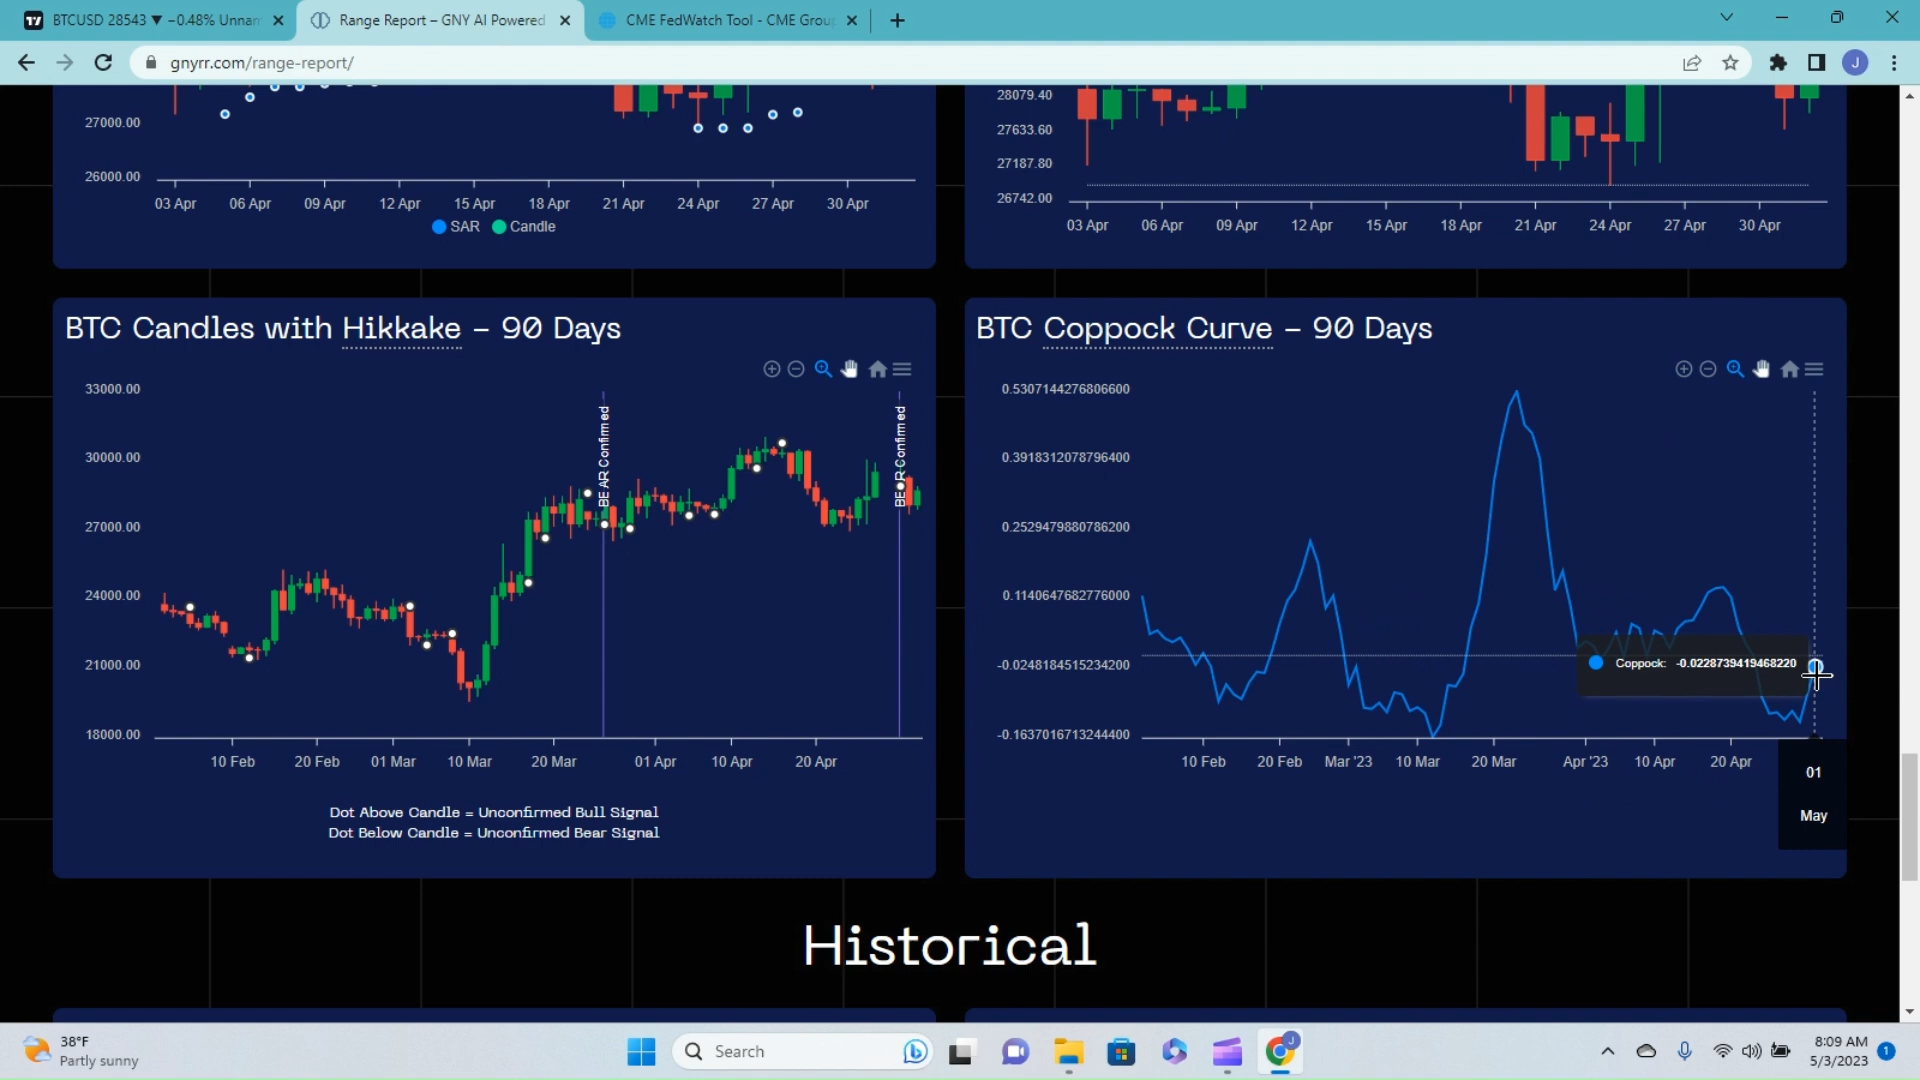 BTCUSD 28543 ▼ −0.48% Unnam
Range Report – GNY AI Powered
CME FedWatch Tool - CME Group
gnyrr.com/range-report/
J
27000.00
26000.00
03 Apr 06 Apr 09 Apr 12 Apr 15 Apr 18 Apr 21 Apr 24 Apr 27 Apr 30 Apr
SAR Candle
28079.40
27633.60
27187.80
26742.00
03 Apr 06 Apr 09 Apr 12 Apr 15 Apr 18 Apr 21 Apr 24 Apr 27 Apr 30 Apr
BTC Candles with Hikkake – 90 Days
33000.00
30000.00
27000.00
24000.00
21000.00
18000.00
BEAR Confirmed
BEAR Confirmed
10 Feb 20 Feb 01 Mar 10 Mar 20 Mar 01 Apr 10 Apr 20 Apr
Dot Above Candle = Unconfirmed Bull Signal
Dot Below Candle = Unconfirmed Bear Signal
BTC Coppock Curve – 90 Days
0.5307144276806600
0.3918312078796400
0.2529479880786200
0.1140647682776000
-0.0248184515234200
-0.1637016713244400
Coppock: -0.0228739419468220
10 Feb 20 Feb Mar '23 10 Mar 20 Mar Apr '23 10 Apr 20 Apr
01
May
Historical
38°F
Partly sunny
Search
J
8:09 AM
5/3/2023
1